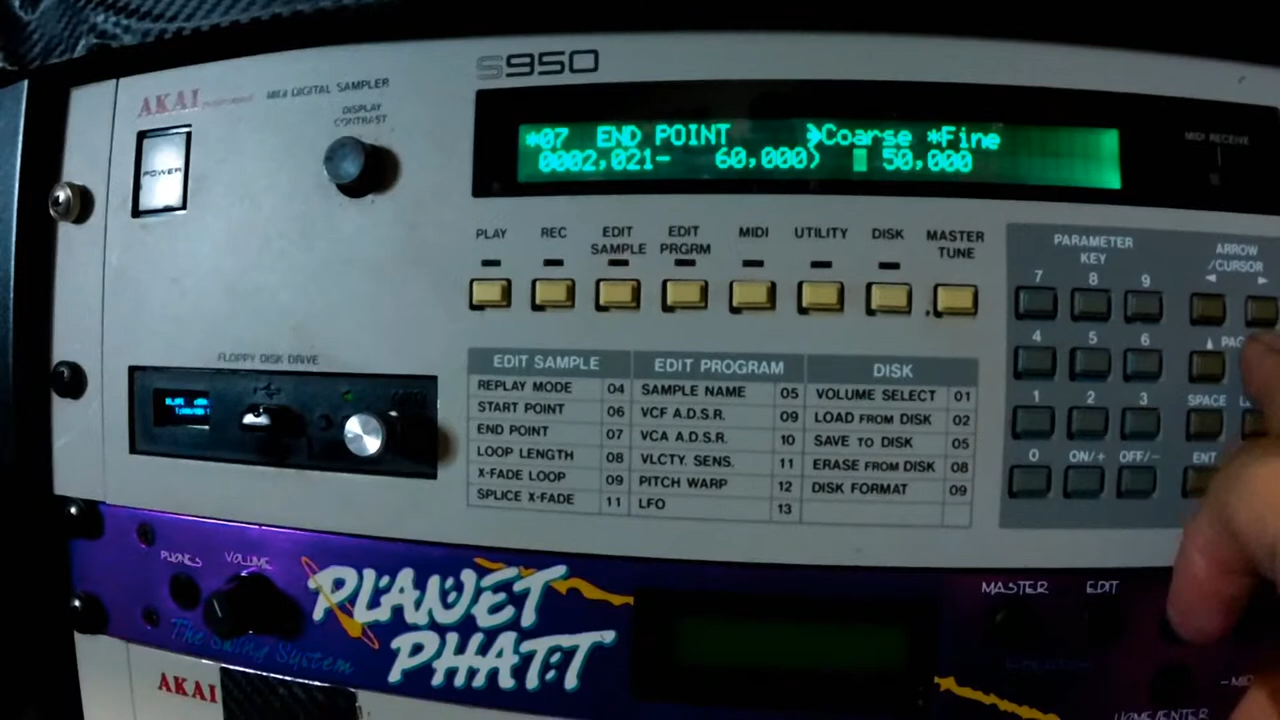 S950
AKAI
MIDI DIGITAL SAMPLER
DISPLAY
CONTRAST
POWER
*07 END POINT »Coarse *Fine
0002,021- 60,000) 50,000
MIDI RECEIVE
PLAY REC EDIT SAMPLE EDIT PRGRM MIDI UTILITY DISK MASTER TUNE
PARAMETER
KEY
ARROW
/CURSOR
7 8 9
4 5 6
1 2 3 SPACE
0 ON/+ OFF/- ENT
FLOPPY DISK DRIVE
EDIT SAMPLE EDIT PROGRAM DISK
REPLAY MODE 04 SAMPLE NAME 05 VOLUME SELECT 01
START POINT 06 VCF A.D.S.R. 09 LOAD FROM DISK 02
END POINT 07 VCA A.D.S.R. 10 SAVE TO DISK 05
LOOP LENGTH 08 VLCTY. SENS. 11 ERASE FROM DISK 08
X-FADE LOOP 09 PITCH WARP 12 DISK FORMAT 09
SPLICE X-FADE 11 LFO 13
PHONES VOLUME
PLANET
PHATT
The Swing System
MASTER EDIT
HOME/ENTER
AKAI